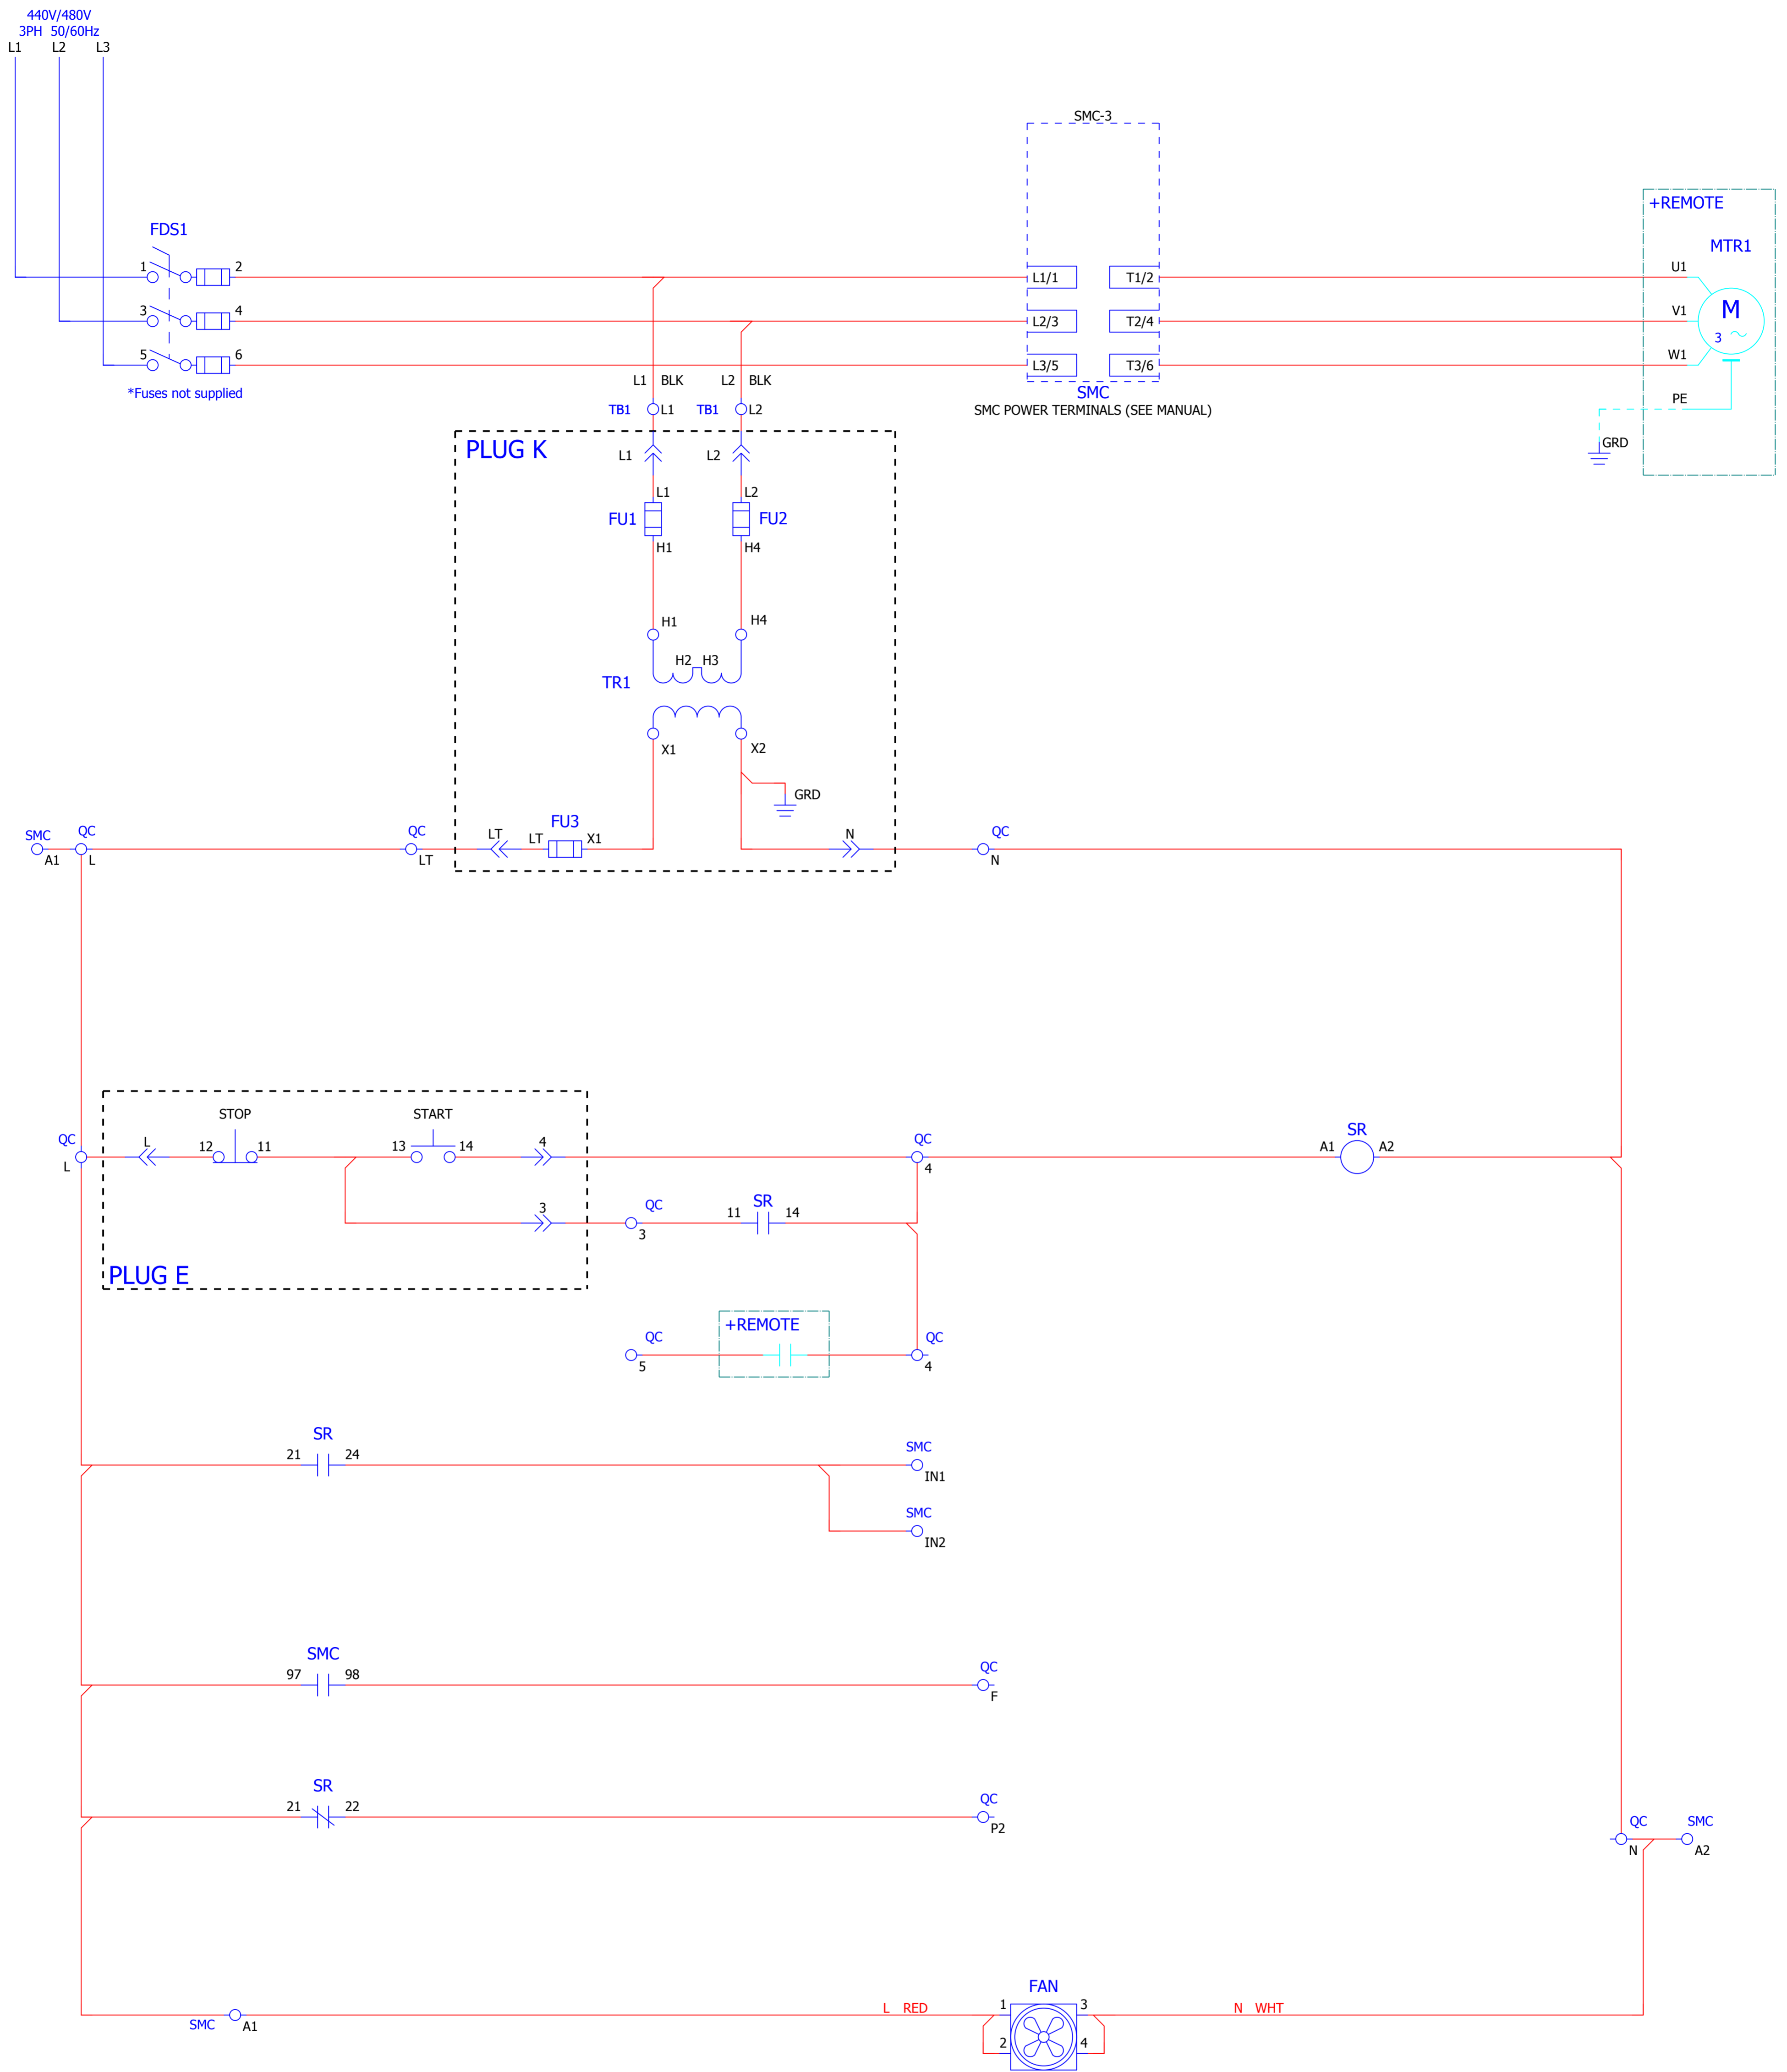 440V/480V
3PH 50/60Hz
L1 L2 L3
SMC-3
+REMOTE
FDS1
MTR1
1 2 L1/1 T1/2 U1
3 4 L2/3 T2/4 V1 M
3
5 6 L3/5 T3/6 W1
*Fuses not supplied
L1 BLK L2 BLK
SMC
PE
TB1 L1 TB1 L2
SMC POWER TERMINALS (SEE MANUAL)
GRD
PLUG K
L1 L2
L1 L2
FU1 FU2
H1 H4
H1 H4
H2 H3
TR1
X1 X2
GRD
FU3
SMC QC QC LT LT X1 N QC
A1 L LT N
STOP START
QC L 12 11 13 14 4 QC SR
L 4 A1 A2
3 QC 11 SR 14
3
PLUG E
+REMOTE
QC QC
5 4
SR
21 24 SMC
IN1
SMC
IN2
SMC
97 98 QC
F
SR
21 22 QC
P2
QC SMC
N A2
FAN
L RED 1 3 N WHT
SMC A1
2 4